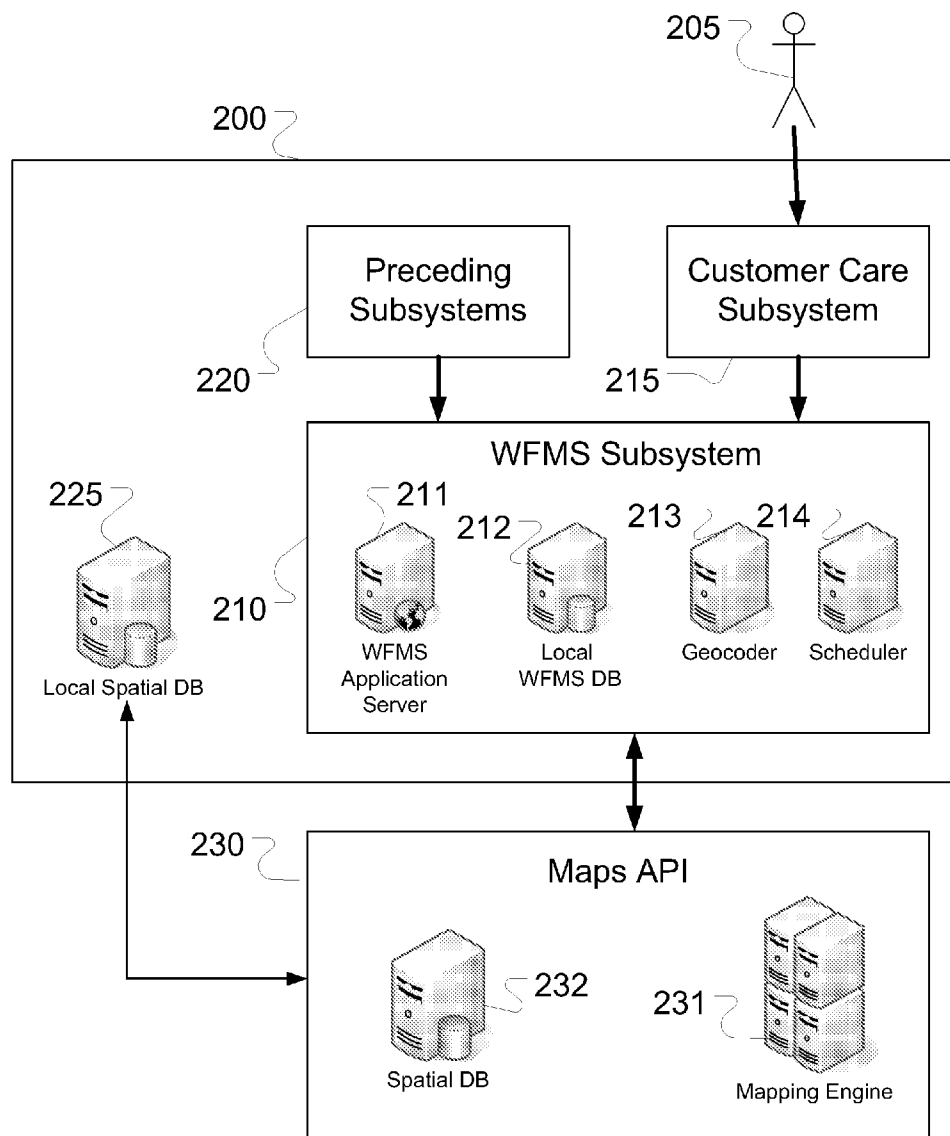 205
200
Preceding
Subsystems
Customer Care
Subsystem
220
215
WFMS Subsystem
225
211
212
213
214
210
WFMS
Application
Server
Local
WFMS DB
Geocoder
Scheduler
Local Spatial DB
230
Maps API
232
231
Spatial DB
Mapping Engine